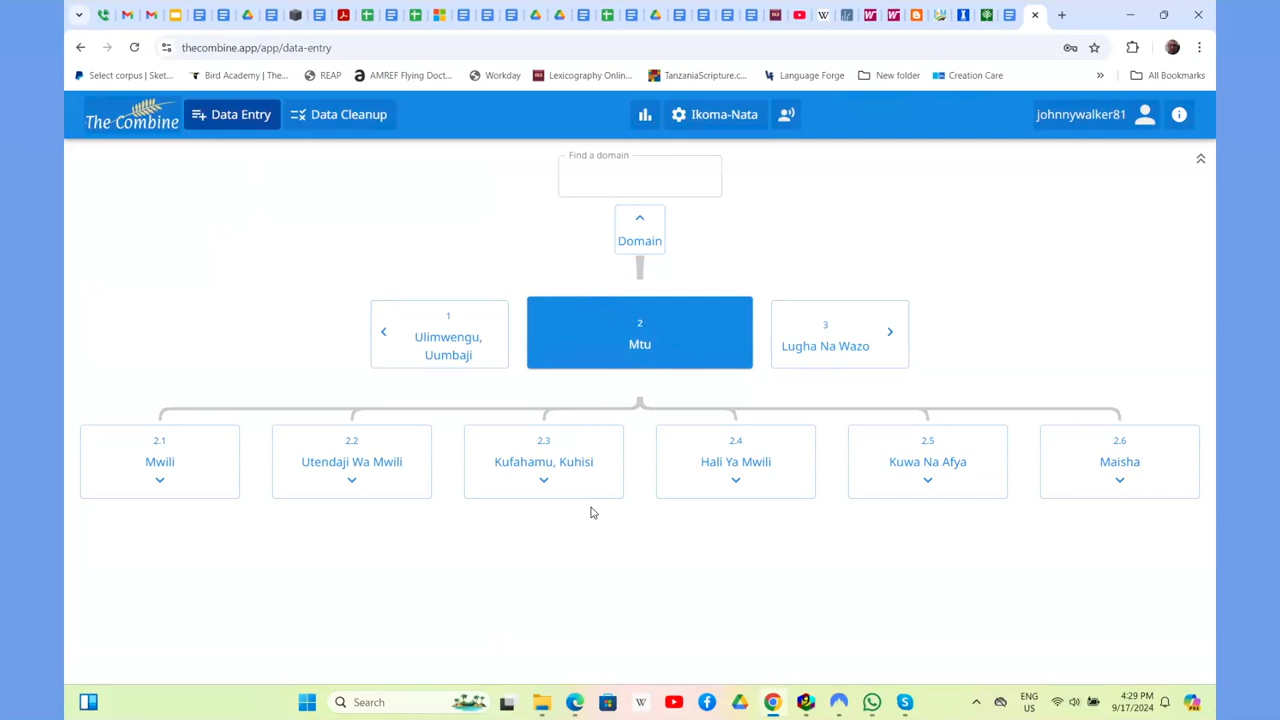 thecombine.app/app/data-entry
Select corpus | Sket...
Bird Academy | The...
REAP
AMREF Flying Doct...
Workday
Lexicography Onlin...
TanzaniaScripture.c...
Language Forge
New folder
Creation Care
»
All Bookmarks
The Combine
Data Entry
Data Cleanup
Ikoma-Nata
johnnywalker81
Find a domain
Domain
1
Ulimwengu,
Uumbaji
2
Mtu
3
Lugha Na Wazo
2.1
Mwili
2.2
Utendaji Wa Mwili
2.3
Kufahamu, Kuhisi
2.4
Hali Ya Mwili
2.5
Kuwa Na Afya
2.6
Maisha
Search
ENG
US
4:29 PM
9/17/2024